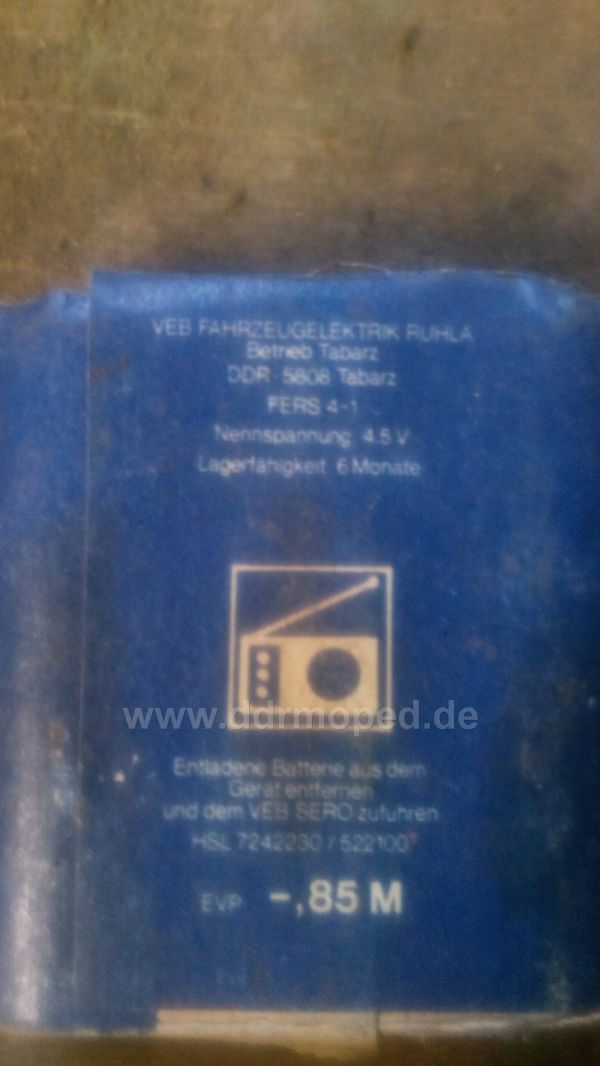 VEB FAHRZEUGELEKTRIK RUHLA
Betrieb Tabarz
DDR - 5808 Tabarz
FERS 4-1
Nennspannung 4.5 V
Lagerfähigkeit 6 Monate
www.ddrmoped.de
Entladene Batterie aus dem
Gerät entfernen
und dem VEB SERO zuführen
HSL 7242230 / 522100
EVP -,85 M